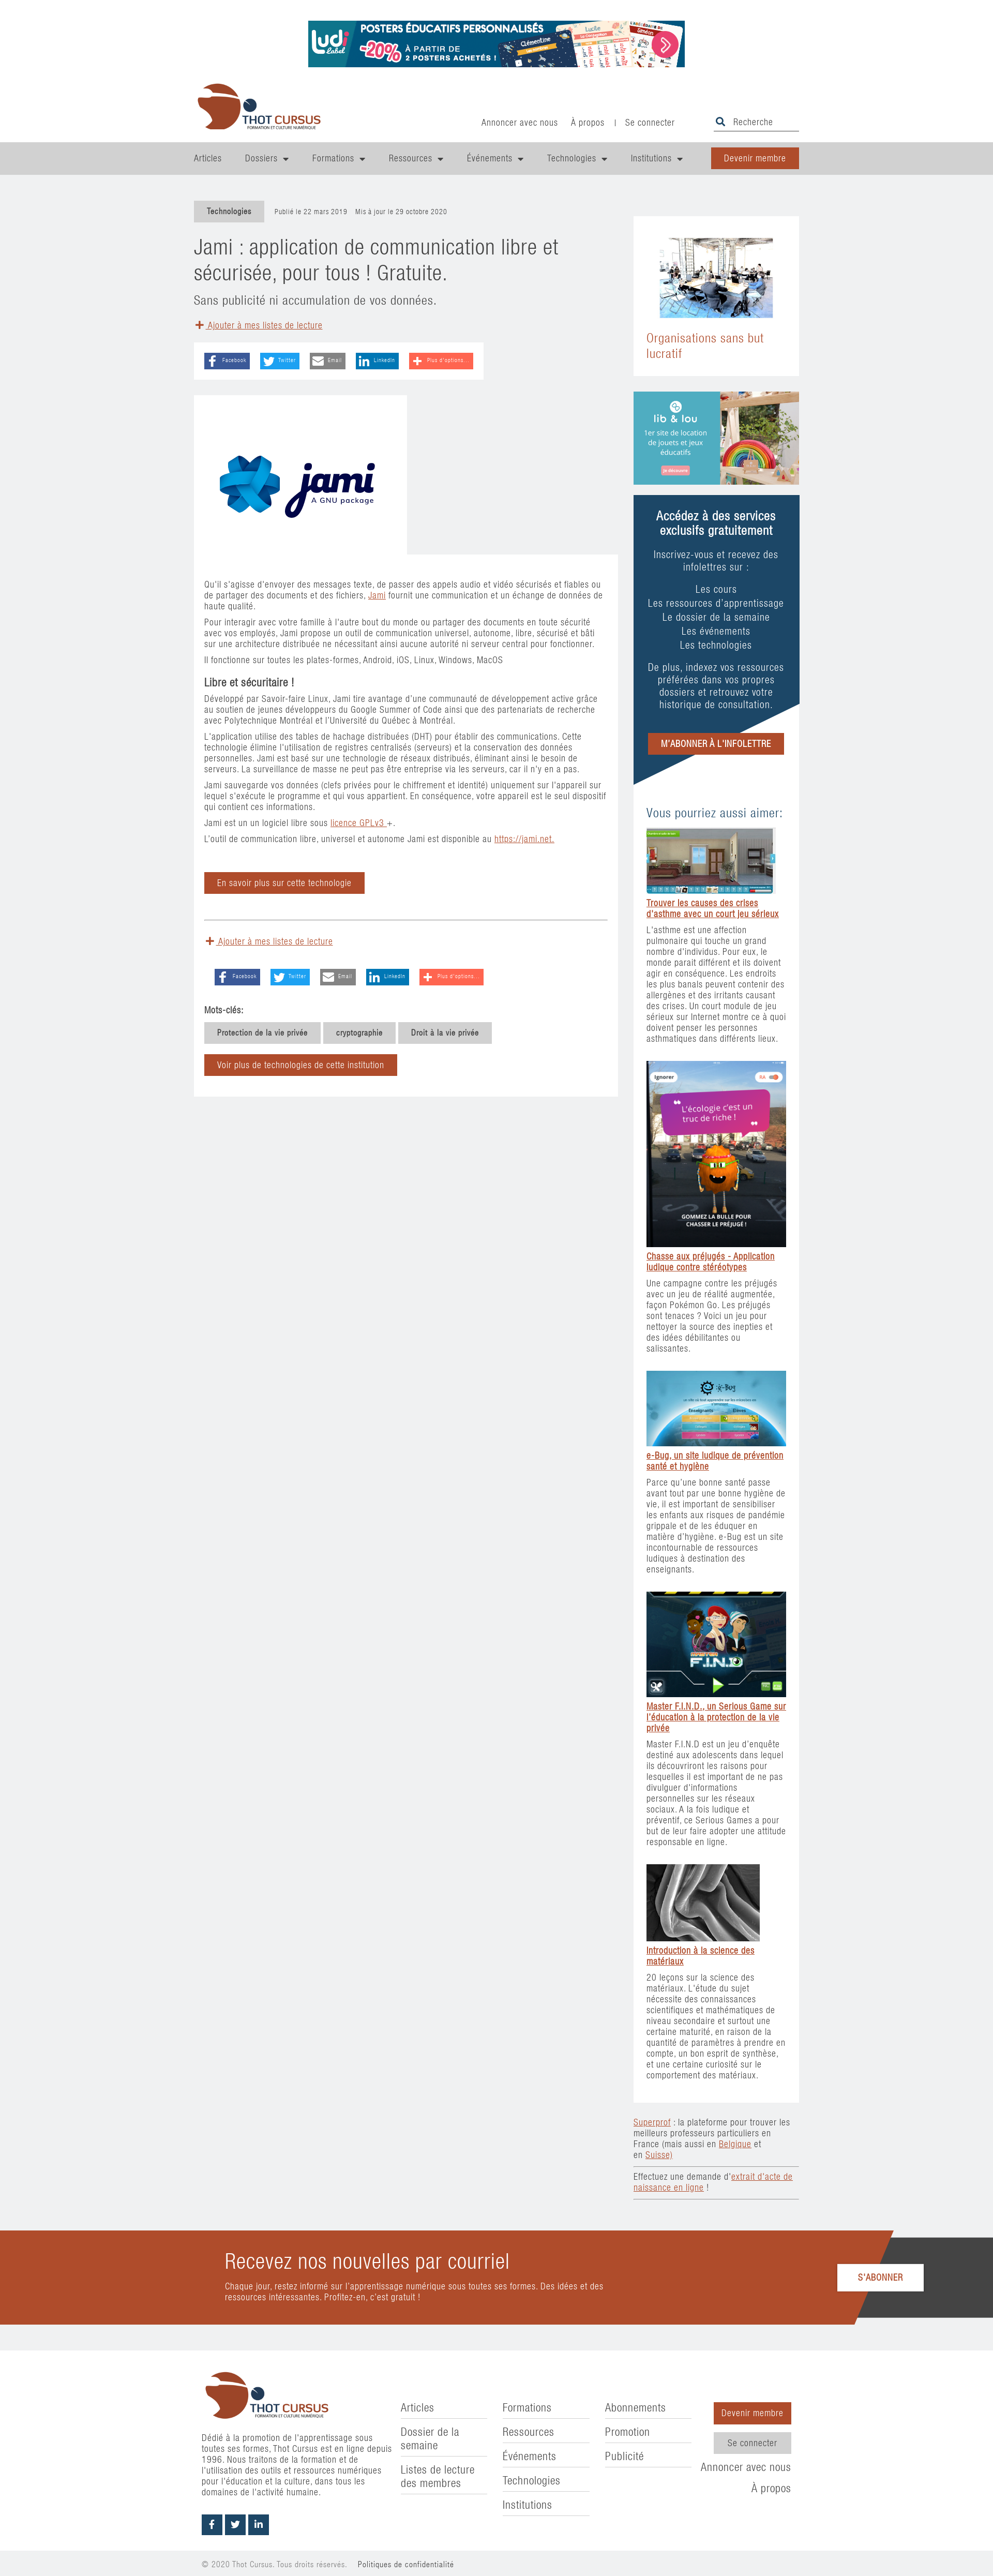 Ludi label
POSTERS ÉDUCATIFS PERSONNALISÉS
-20% À PARTIR DE 2 POSTERS ACHETÉS !
THOT CURSUS
FORMATION ET CULTURE NUMÉRIQUE
Annoncer avec nous À propos | Se connecter Recherche
Articles Dossiers Formations Ressources Événements Technologies Institutions Devenir membre
Technologies Publié le 22 mars 2019 Mis à jour le 29 octobre 2020
Jami : application de communication libre et
sécurisée, pour tous ! Gratuite.
Sans publicité ni accumulation de vos données.
Ajouter à mes listes de lecture
Facebook Twitter Email LinkedIn Plus d'options...
jami
A GNU package
Qu'il s'agisse d'envoyer des messages texte, de passer des appels audio et vidéo sécurisés et fiables ou
de partager des documents et des fichiers, Jami fournit une communication et un échange de données de
haute qualité.
Pour interagir avec votre famille à l'autre bout du monde ou partager des documents en toute sécurité
avec vos employés, Jami propose un outil de communication universel, autonome, libre, sécurisé et bâti
sur une architecture distribuée ne nécessitant ainsi aucune autorité ni serveur central pour fonctionner.
Il fonctionne sur toutes les plates-formes, Android, iOS, Linux, Windows, MacOS
Libre et sécuritaire !
Développé par Savoir-faire Linux, Jami tire avantage d'une communauté de développement active grâce
au soutien de jeunes développeurs du Google Summer of Code ainsi que des partenariats de recherche
avec Polytechnique Montréal et l'Université du Québec à Montréal.
L'application utilise des tables de hachage distribuées (DHT) pour établir des communications. Cette
technologie élimine l'utilisation de registres centralisés (serveurs) et la conservation des données
personnelles. Jami est basé sur une technologie de réseaux distribués, éliminant ainsi le besoin de
serveurs. La surveillance de masse ne peut pas être entreprise via les serveurs, car il n'y en a pas.
Jami sauvegarde vos données (clefs privées pour le chiffrement et identité) uniquement sur l'appareil sur
lequel s'exécute le programme et qui vous appartient. En conséquence, votre appareil est le seul dispositif
qui contient ces informations.
Jami est un un logiciel libre sous licence GPLv3 +.
L'outil de communication libre, universel et autonome Jami est disponible au https://jami.net.
En savoir plus sur cette technologie
Ajouter à mes listes de lecture
Facebook Twitter Email LinkedIn Plus d'options...
Mots-clés:
Protection de la vie privée cryptographie Droit à la vie privée
Voir plus de technologies de cette institution
Organisations sans but
lucratif
lib & lou
1er site de location
de jouets et jeux
éducatifs
Je découvre
Accédez à des services
exclusifs gratuitement
Inscrivez-vous et recevez des
infolettres sur :
Les cours
Les ressources d'apprentissage
Le dossier de la semaine
Les événements
Les technologies
De plus, indexez vos ressources
préférées dans vos propres
dossiers et retrouvez votre
historique de consultation.
M'ABONNER À L'INFOLETTRE
Vous pourriez aussi aimer:
Trouver les causes des crises
d'asthme avec un court jeu sérieux
L'asthme est une affection
pulmonaire qui touche un grand
nombre d'individus. Pour eux, le
monde parait différent et ils doivent
agir en conséquence. Les endroits
les plus banals peuvent contenir des
allergènes et des irritants causant
des crises. Un court module de jeu
sérieux sur Internet montre ce à quoi
doivent penser les personnes
asthmatiques dans différents lieux.
Ignorer RA
L'écologie c'est un
truc de riche !
GOMMEZ LA BULLE POUR
CHASSER LE PRÉJUGÉ !
Chasse aux préjugés - Application
ludique contre stéréotypes
Une campagne contre les préjugés
avec un jeu de réalité augmentée,
façon Pokémon Go. Les préjugés
sont tenaces ? Voici un jeu pour
nettoyer la source des inepties et
des idées débilitantes ou
salissantes.
e-Bug
Enseignants Élèves
e-Bug, un site ludique de prévention
santé et hygiène
Parce qu'une bonne santé passe
avant tout par une bonne hygiène de
vie, il est important de sensibiliser
les enfants aux risques de pandémie
grippale et de les éduquer en
matière d'hygiène. e-Bug est un site
incontournable de ressources
ludiques à destination des
enseignants.
MASTER
F.I.N.D
Master F.I.N.D., un Serious Game sur
l'éducation à la protection de la vie
privée
Master F.I.N.D est un jeu d'enquête
destiné aux adolescents dans lequel
ils découvriront les raisons pour
lesquelles il est important de ne pas
divulguer d'informations
personnelles sur les réseaux
sociaux. A la fois ludique et
préventif, ce Serious Games a pour
but de leur faire adopter une attitude
responsable en ligne.
Introduction à la science des
matériaux
20 leçons sur la science des
matériaux. L'étude du sujet
nécessite des connaissances
scientifiques et mathématiques de
niveau secondaire et surtout une
certaine maturité, en raison de la
quantité de paramètres à prendre en
compte, un bon esprit de synthèse,
et une certaine curiosité sur le
comportement des matériaux.
Superprof : la plateforme pour trouver les
meilleurs professeurs particuliers en
France (mais aussi en Belgique et
en Suisse)
Effectuez une demande d'extrait d'acte de
naissance en ligne !
Recevez nos nouvelles par courriel
Chaque jour, restez informé sur l'apprentissage numérique sous toutes ses formes. Des idées et des
ressources intéressantes. Profitez-en, c'est gratuit !
S'ABONNER
THOT CURSUS
FORMATION ET CULTURE NUMÉRIQUE
Dédié à la promotion de l'apprentissage sous
toutes ses formes, Thot Cursus est en ligne depuis
1996. Nous traitons de la formation et de
l'utilisation des outils et ressources numériques
pour l'éducation et la culture, dans tous les
domaines de l'activité humaine.
Articles
Dossier de la
semaine
Listes de lecture
des membres
Formations
Ressources
Événements
Technologies
Institutions
Abonnements
Promotion
Publicité
Devenir membre
Se connecter
Annoncer avec nous
À propos
© 2020 Thot Cursus. Tous droits réservés. Politiques de confidentialité